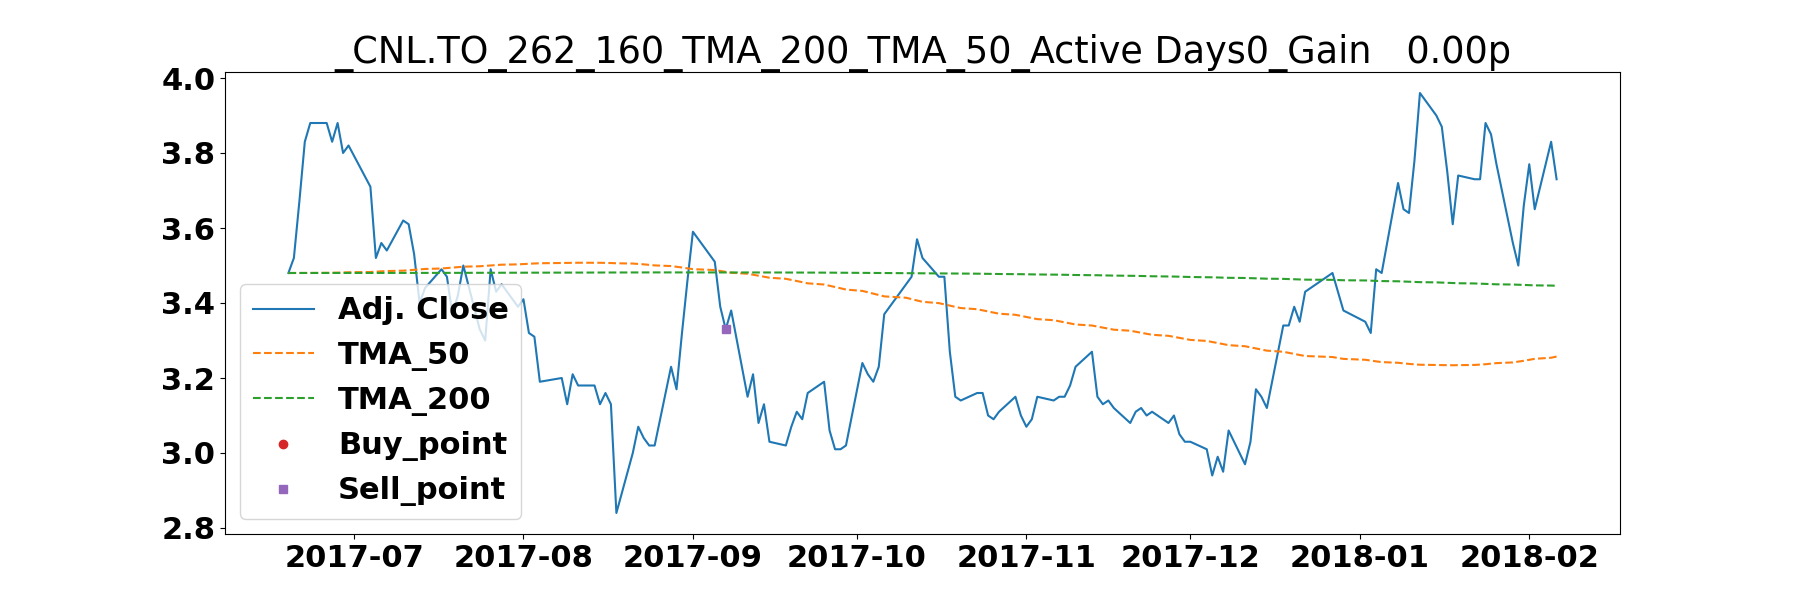 _CNL.TO_262_160_TMA_200_TMA_50_Active Days0_Gain   0.00p
4.0
3.8
3.6
3.4
3.2
3.0
2.8
Adj. Close
TMA_50
TMA_200
Buy_point
Sell_point
2017-07 2017-08 2017-09 2017-10 2017-11 2017-12 2018-01 2018-02